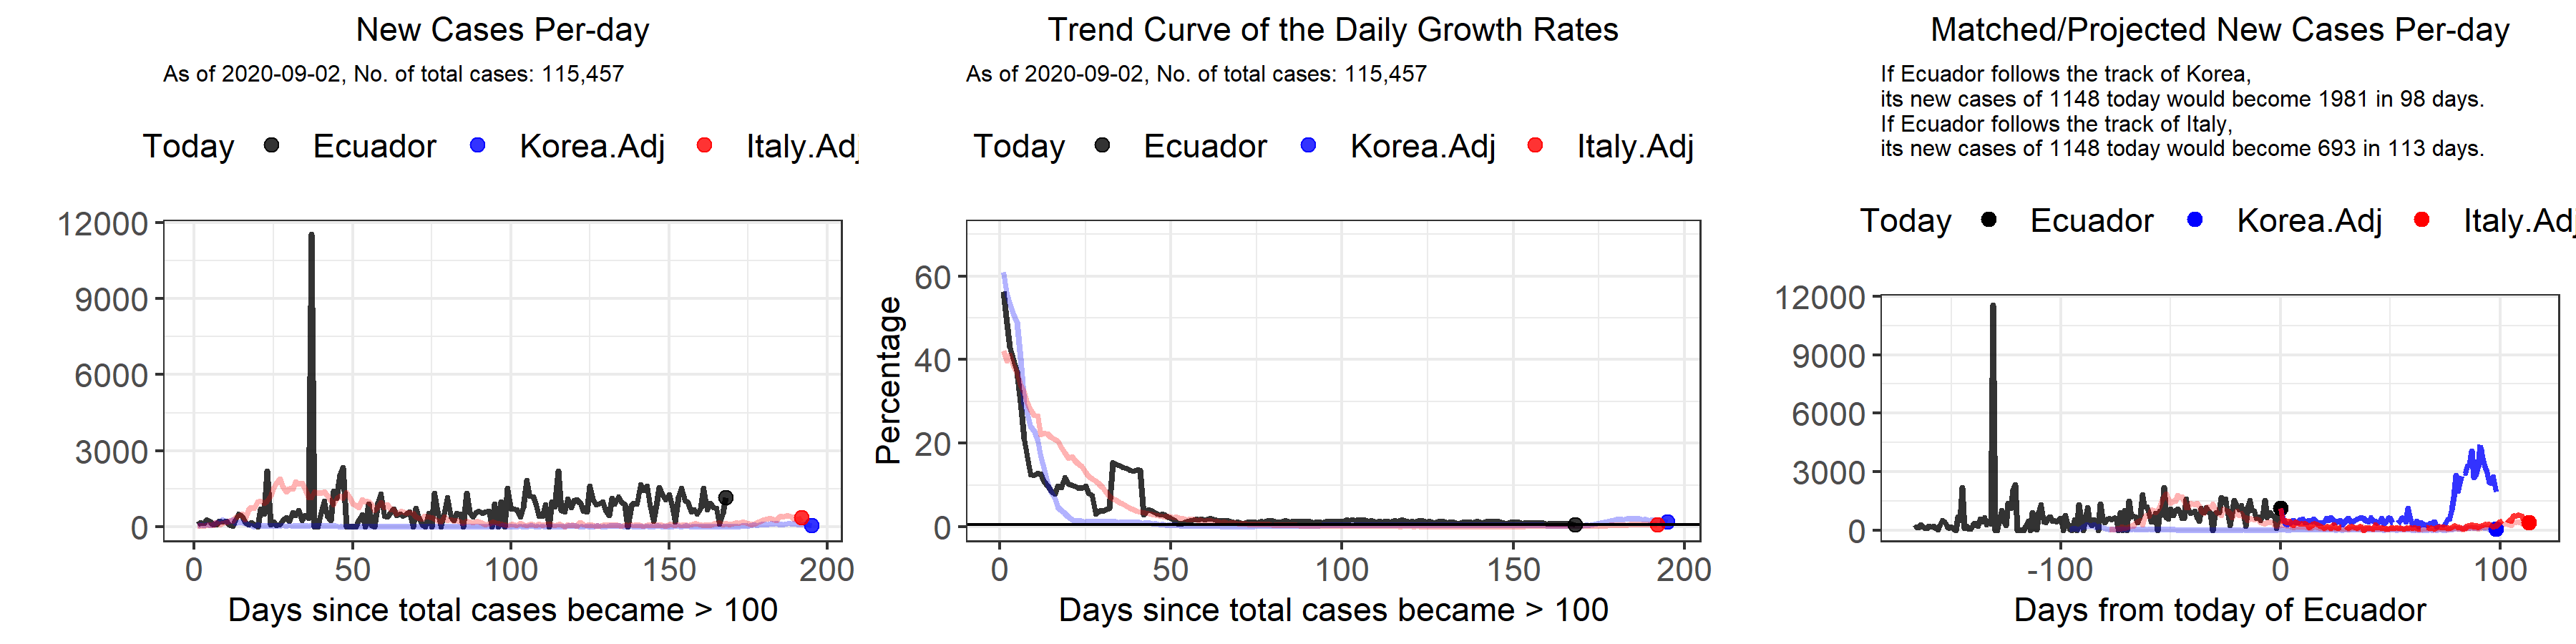 New Cases Per-day
As of 2020-09-02, No. of total cases: 115,457
Today Ecuador Korea.Adj Italy.Adj
12000
9000
6000
3000
0
0 50 100 150 200
Days since total cases became > 100
Trend Curve of the Daily Growth Rates
As of 2020-09-02, No. of total cases: 115,457
Today Ecuador Korea.Adj Italy.Adj
Percentage
60
40
20
0
0 50 100 150 200
Days since total cases became > 100
Matched/Projected New Cases Per-day
If Ecuador follows the track of Korea,
its new cases of 1148 today would become 1981 in 98 days.
If Ecuador follows the track of Italy,
its new cases of 1148 today would become 693 in 113 days.
Today Ecuador Korea.Adj Italy.Adj
12000
9000
6000
3000
0
-100 0 100
Days from today of Ecuador